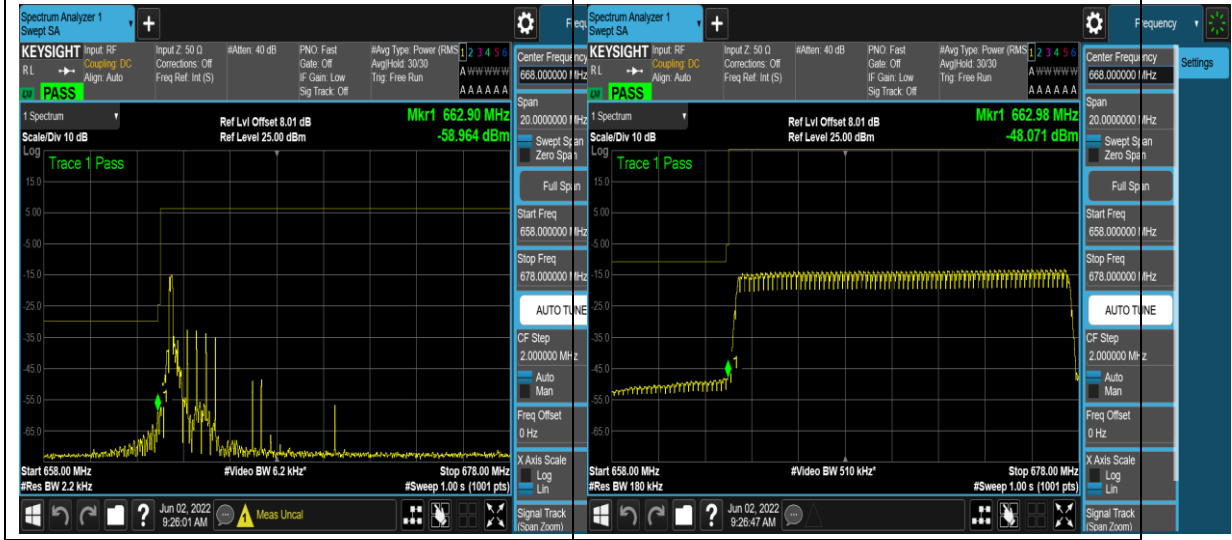 Spectrum Analyzer 1
Swept SA
KEYSIGHT
Input: RF
Coupling: DC
Align: Auto
Input Z: 50 Ω
Corrections: Off
Freq Ref: Int (S)
#Atten: 40 dB
PNO: Fast
Gate: Off
IF Gain: Low
Sig Track: Off
#Avg Type: Power (RMS
Avg|Hold: 30/30
Trig: Free Run
1 2 3 4 5 6
A W W W W W
A A A A A A
RL
PASS
1 Spectrum
Scale/Div 10 dB
Ref Lvl Offset 8.01 dB
Ref Level 25.00 dBm
Mkr1 662.90 MHz
-58.964 dBm
Log
Trace 1 Pass
15.0
5.00
-5.00
-15.0
-25.0
-35.0
-45.0
-55.0
-65.0
1
Start 658.00 MHz
#Res BW 2.2 kHz
#Video BW 6.2 kHz*
Stop 678.00 MHz
#Sweep 1.00 s (1001 pts)
Jun 02, 2022
9:26:01 AM
Meas Uncal
Frequ
Center Frequency
668.000000 MHz
Span
20.0000000 MHz
Swept Span
Zero Span
Full Span
Start Freq
658.000000 MHz
Stop Freq
678.000000 MHz
AUTO TUNE
CF Step
2.000000 MHz
Auto
Man
Freq Offset
0 Hz
X Axis Scale
Log
Lin
Signal Track
(Span Zoom)
Spectrum Analyzer 1
Swept SA
KEYSIGHT
Input: RF
Coupling: DC
Align: Auto
Input Z: 50 Ω
Corrections: Off
Freq Ref: Int (S)
#Atten: 40 dB
PNO: Fast
Gate: Off
IF Gain: Low
Sig Track: Off
#Avg Type: Power (RMS
Avg|Hold: 30/30
Trig: Free Run
1 2 3 4 5 6
A W W W W W
A A A A A A
RL
PASS
1 Spectrum
Scale/Div 10 dB
Ref Lvl Offset 8.01 dB
Ref Level 25.00 dBm
Mkr1 662.98 MHz
-48.071 dBm
Log
Trace 1 Pass
15.0
5.00
-5.00
-15.0
-25.0
-35.0
-45.0
-55.0
-65.0
1
Start 658.00 MHz
#Res BW 180 kHz
#Video BW 510 kHz*
Stop 678.00 MHz
#Sweep 1.00 s (1001 pts)
Jun 02, 2022
9:26:47 AM
Frequency
Settings
Center Frequency
668.000000 MHz
Span
20.0000000 MHz
Swept Span
Zero Span
Full Span
Start Freq
658.000000 MHz
Stop Freq
678.000000 MHz
AUTO TUNE
CF Step
2.000000 MHz
Auto
Man
Freq Offset
0 Hz
X Axis Scale
Log
Lin
Signal Track
(Span Zoom)